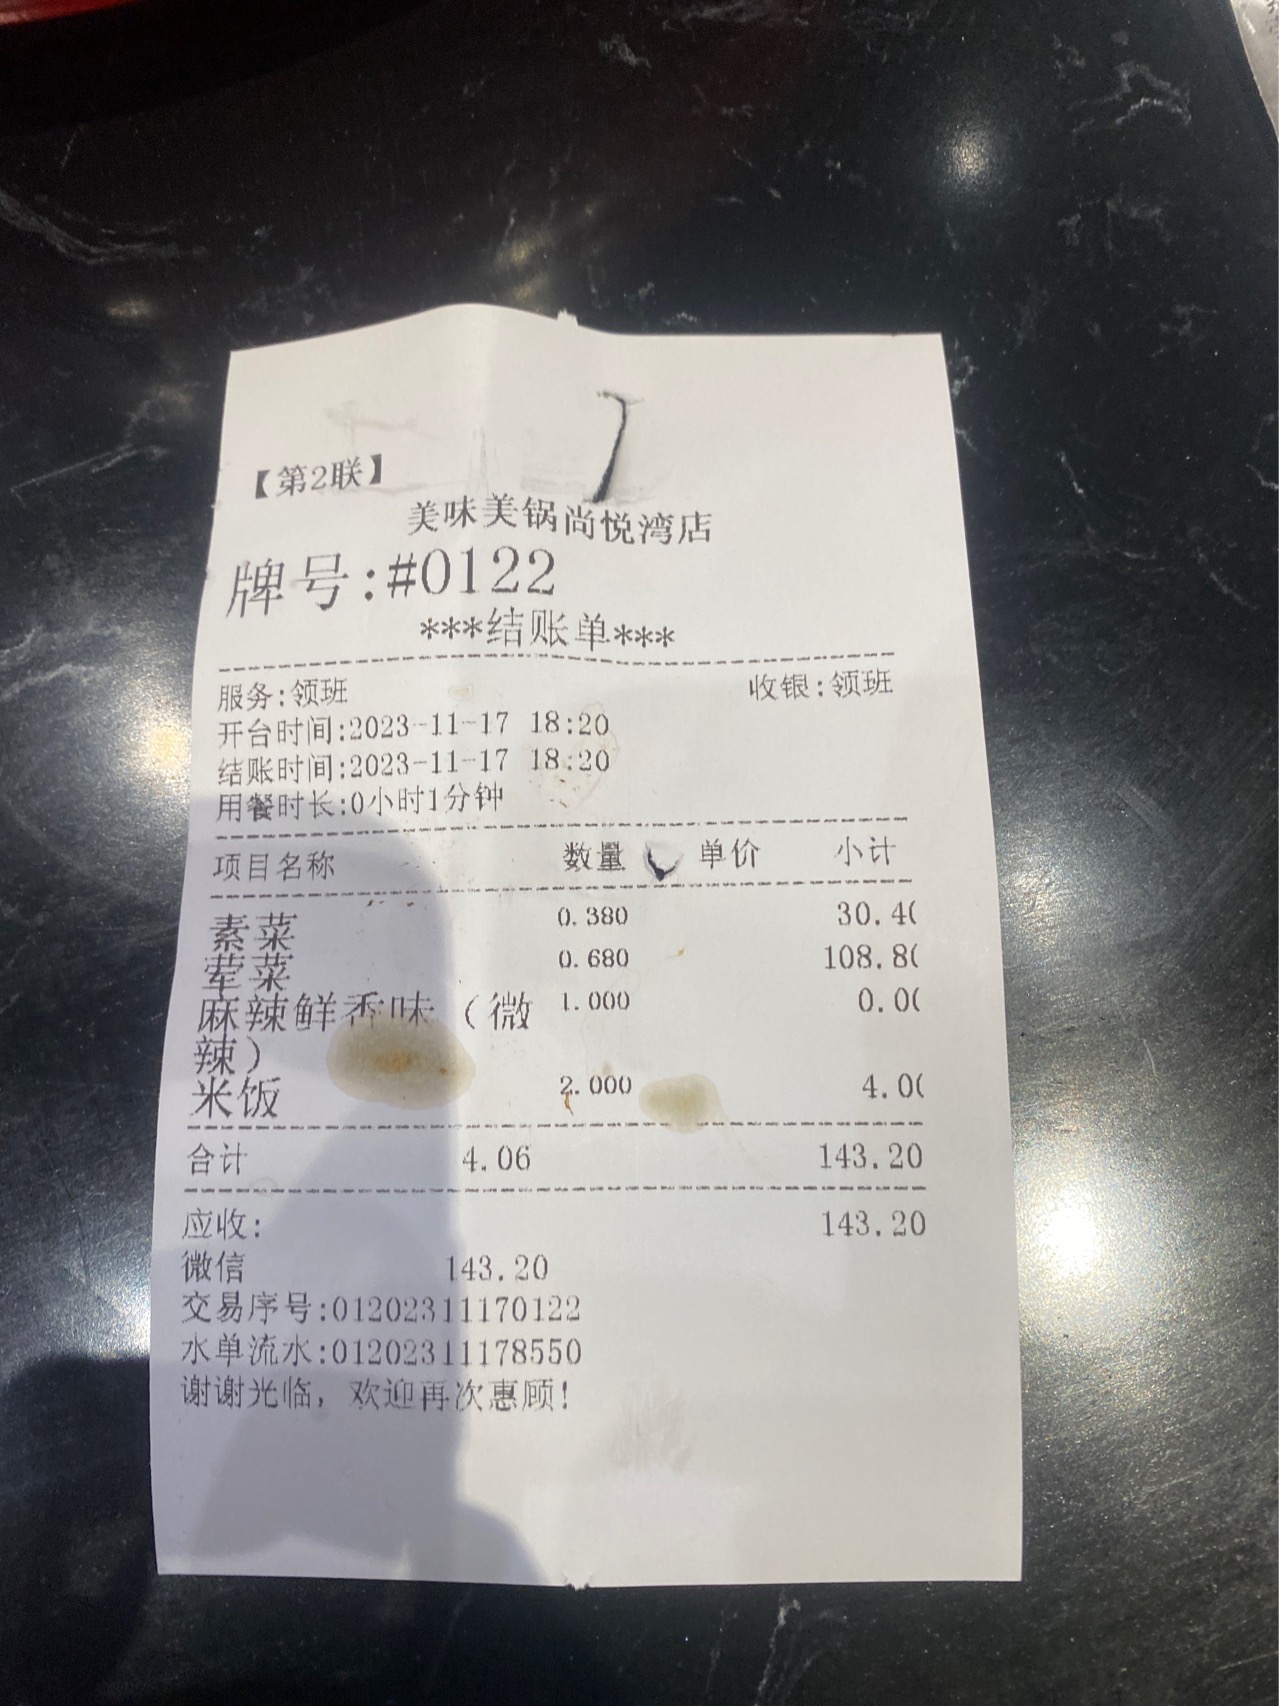 【第2联】
美味美锅尚悦湾店
牌号:#0122
***结账单***
服务:领班 收银:领班
开台时间:2023-11-17 18:20
结账时间:2023-11-17 18:20
用餐时长:0小时1分钟
项目名称 数量 单价 小计
素菜 0.380 30.40
荤菜 0.680 108.80
麻辣鲜香味（微 1.000 0.00
辣）
米饭 2.000 4.00
合计 4.06 143.20
应收: 143.20
微信 143.20
交易序号:01202311170122
水单流水:01202311178550
谢谢光临，欢迎再次惠顾!